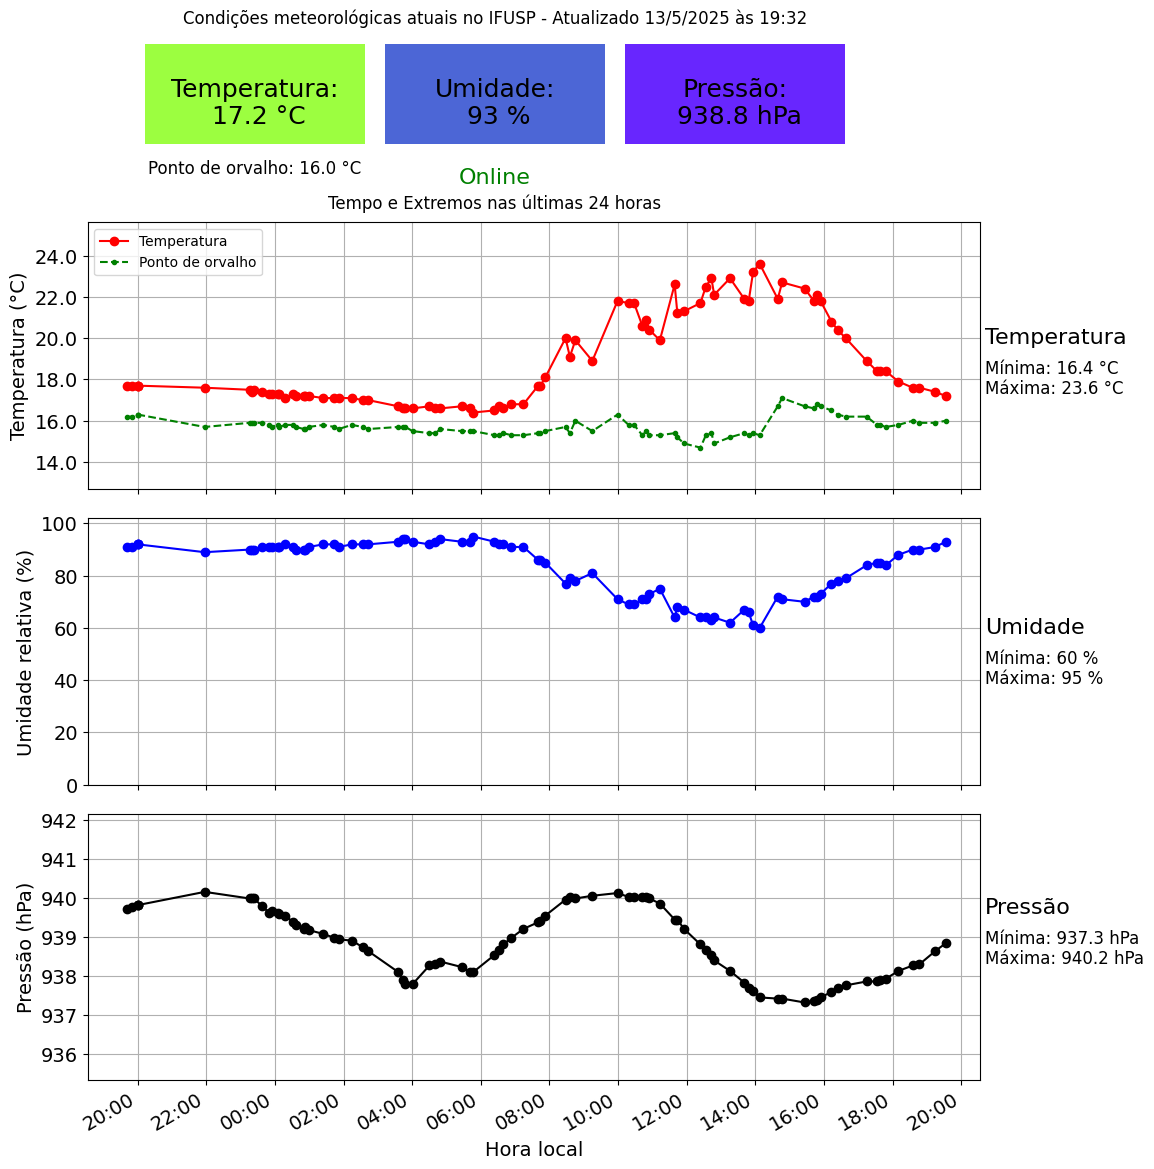 Condições meteorológicas atuais no IFUSP - Atualizado 13/5/2025 às 19:32
Temperatura:
17.2 °C
Umidade:
93 %
Pressão:
938.8 hPa
Ponto de orvalho: 16.0 °C
Online
Tempo e Extremos nas últimas 24 horas
Temperatura (°C)
24.0
22.0
20.0
18.0
16.0
14.0
Temperatura
Ponto de orvalho
Temperatura
Mínima: 16.4 °C
Máxima: 23.6 °C
Umidade relativa (%)
100
80
60
40
20
0
Umidade
Mínima: 60 %
Máxima: 95 %
Pressão (hPa)
942
941
940
939
938
937
936
Pressão
Mínima: 937.3 hPa
Máxima: 940.2 hPa
20:00
22:00
00:00
02:00
04:00
06:00
08:00
10:00
12:00
14:00
16:00
18:00
20:00
Hora local